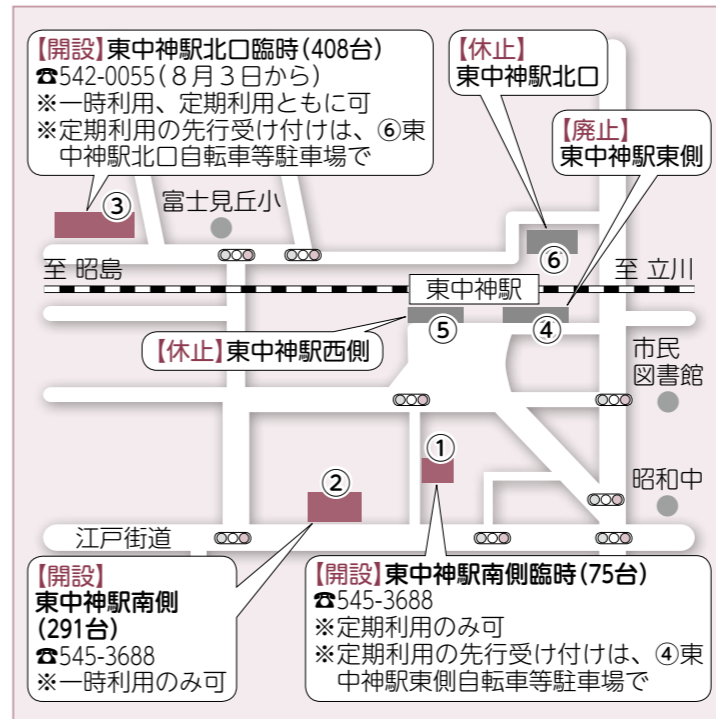 【開設】東中神駅北口臨時(408台)
☎542-0055(8月3日から)
※一時利用、定期利用ともに可
※定期利用の先行受け付けは、⑥東
中神駅北口自転車等駐車場で
【休止】
東中神駅北口
【廃止】
東中神駅東側
③
富士見丘小
⑥
至 昭島
至 立川
東中神駅
⑤
④
【休止】東中神駅西側
市民
図書館
①
②
昭和中
江戸街道
【開設】
東中神駅南側
(291台)
☎545-3688
※一時利用のみ可
【開設】東中神駅南側臨時(75台)
☎545-3688
※定期利用のみ可
※定期利用の先行受け付けは、④東
中神駅東側自転車等駐車場で